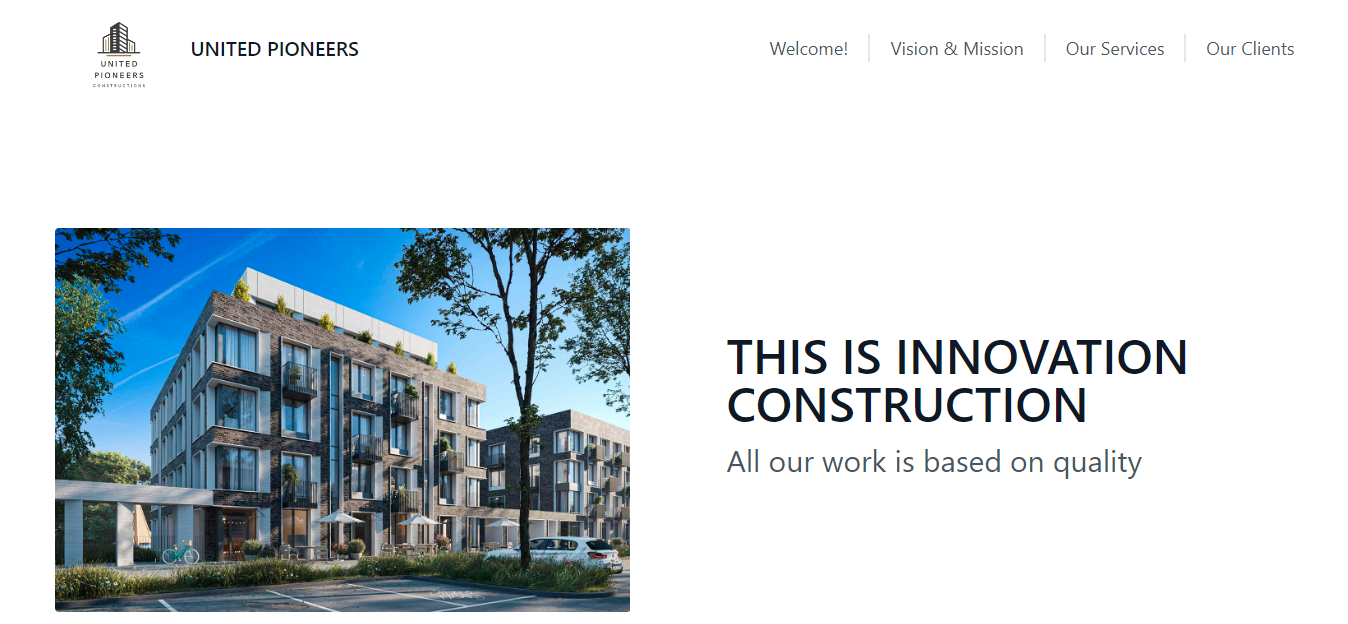 UNITED
PIONEERS
CONSTRUCTIONS
UNITED PIONEERS
Welcome!
Vision & Mission
Our Services
Our Clients
THIS IS INNOVATION
CONSTRUCTION
All our work is based on quality